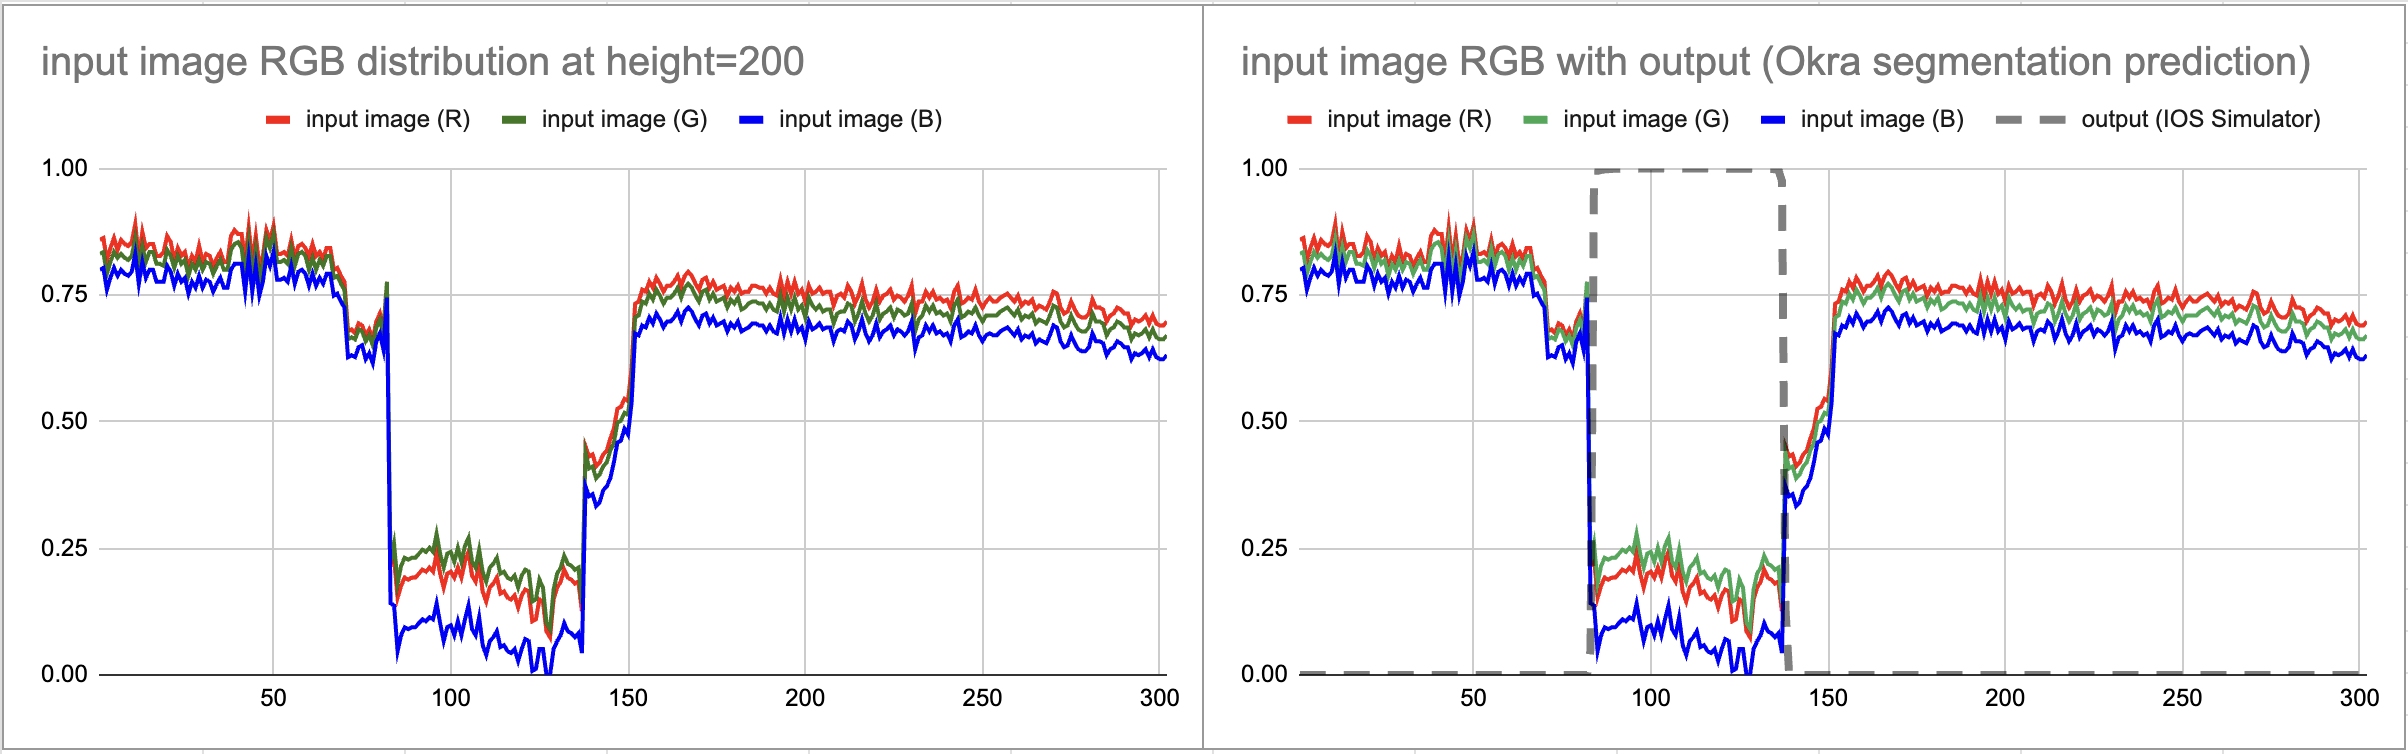 input image RGB distribution at height=200
input image (R) input image (G) input image (B)
1.00
0.75
0.50
0.25
0.00
50 100 150 200 250 300
input image RGB with output (Okra segmentation prediction)
input image (R) input image (G) input image (B) output (IOS Simulator)
1.00
0.75
0.50
0.25
0.00
50 100 150 200 250 300